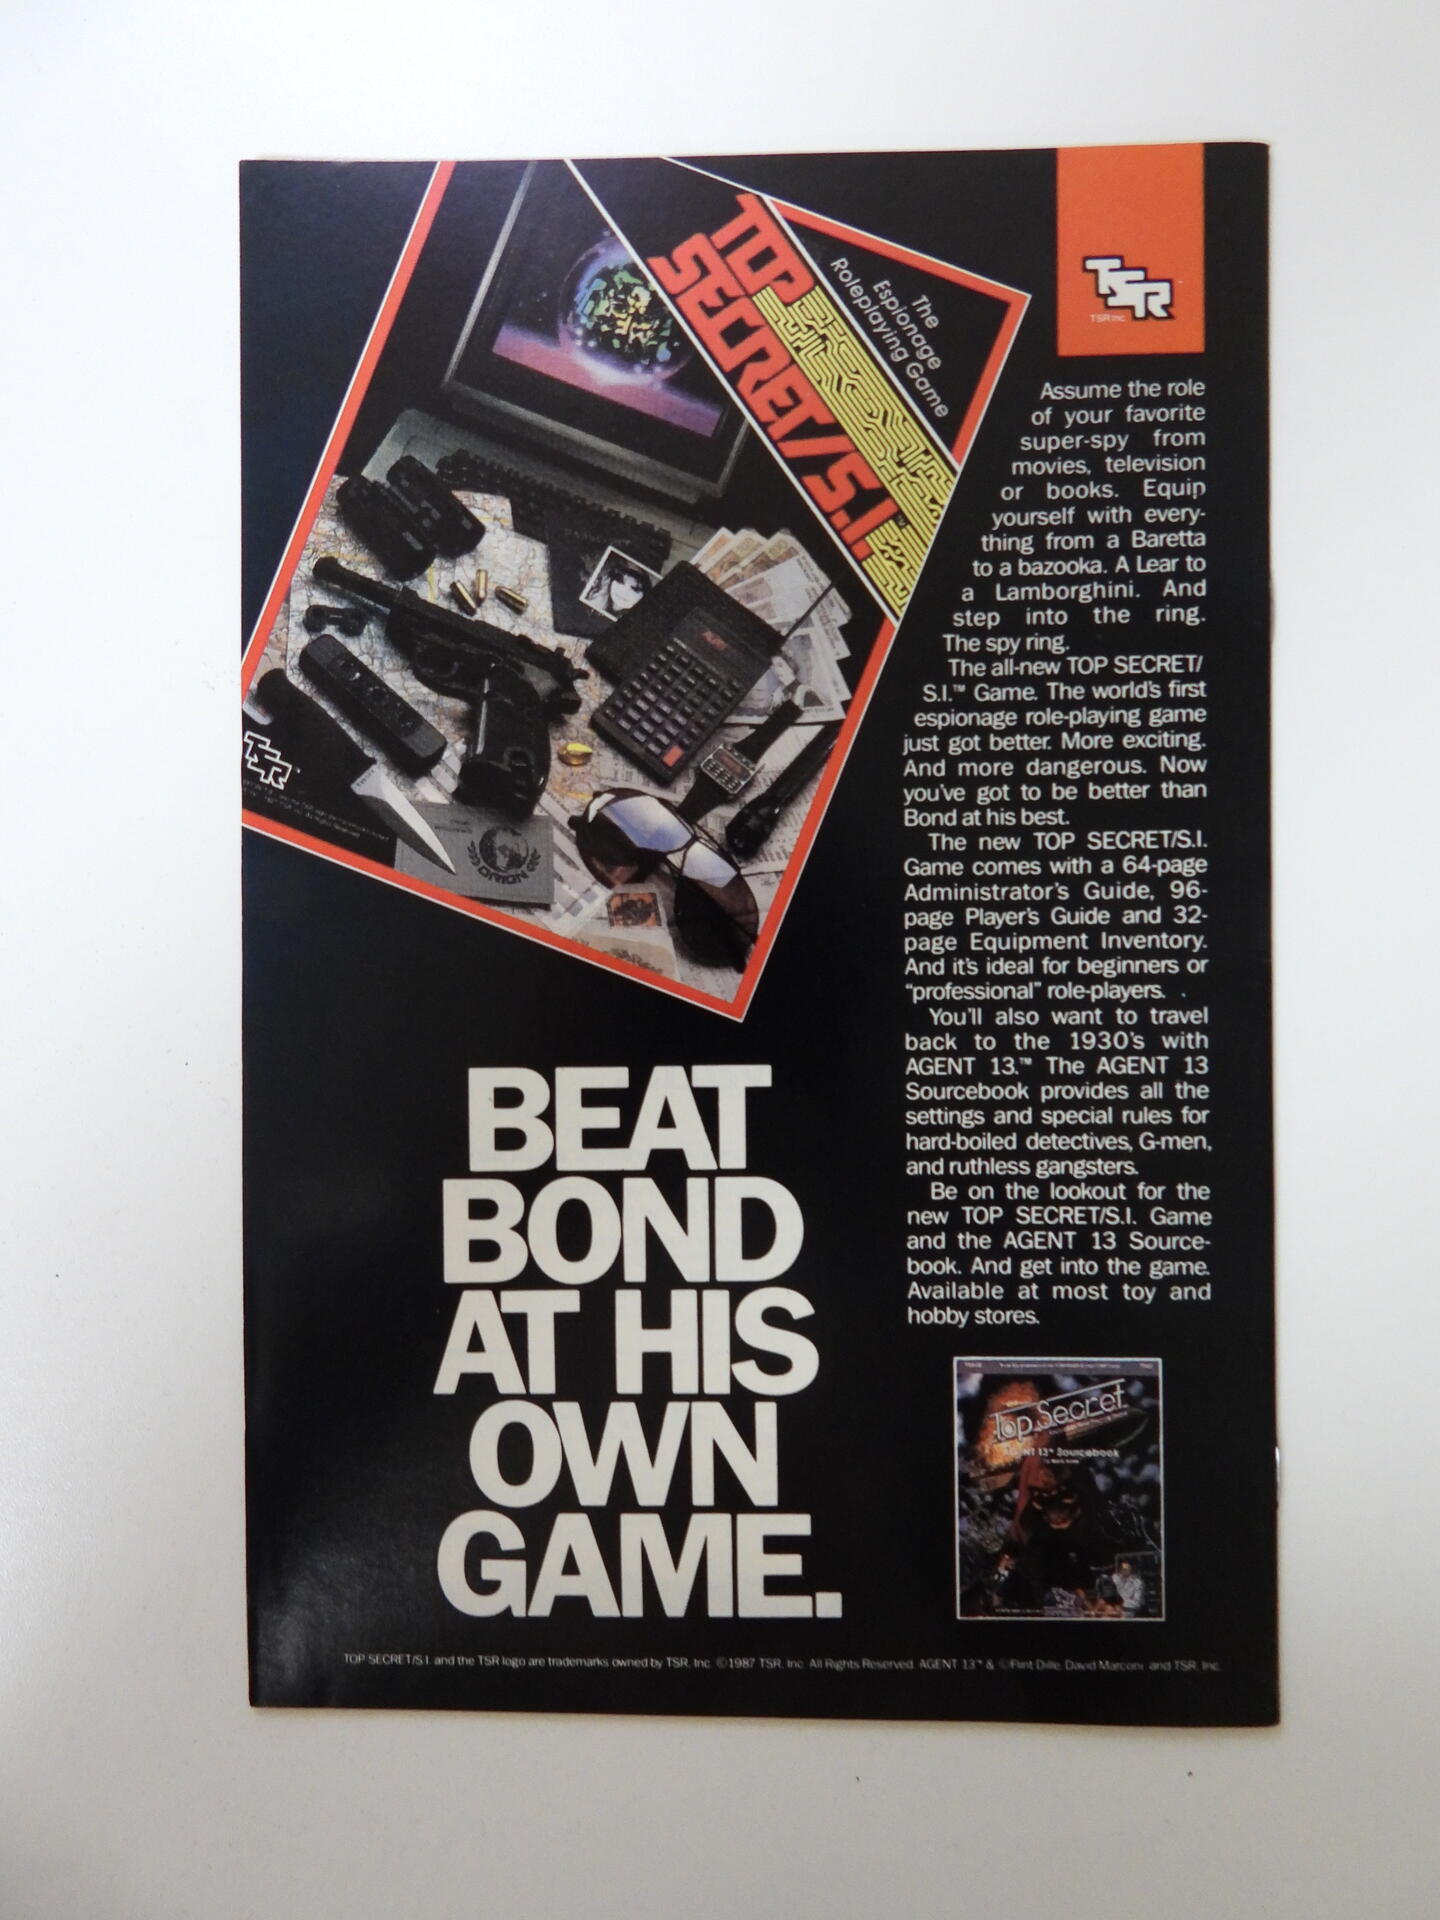 TOP
SECRET/S.I.™
The
Espionage
Roleplaying Game
TSR
ORION
TSR
TSR Inc.
Assume the role
of your favorite
super-spy from
movies, television
or books. Equip
yourself with every-
thing from a Baretta
to a bazooka. A Lear to
a Lamborghini. And
step into the ring.
The spy ring.
The all-new TOP SECRET/
S.I.™ Game. The world's first
espionage role-playing game
just got better. More exciting.
And more dangerous. Now
you've got to be better than
Bond at his best.
The new TOP SECRET/S.I.
Game comes with a 64-page
Administrator's Guide, 96-
page Player's Guide and 32-
page Equipment Inventory.
And it's ideal for beginners or
"professional" role-players.
You'll also want to travel
back to the 1930's with
AGENT 13.™ The AGENT 13
Sourcebook provides all the
settings and special rules for
hard-boiled detectives, G-men,
and ruthless gangsters.
Be on the lookout for the
new TOP SECRET/S.I. Game
and the AGENT 13 Source-
book. And get into the game.
Available at most toy and
hobby stores.
BEAT
BOND
AT HIS
OWN
GAME.
Top Secret
AGENT 13™ Sourcebook
TOP SECRET/S.I. and the TSR logo are trademarks owned by TSR, Inc. ©1987 TSR, Inc. All Rights Reserved. AGENT 13™ & ©Flint Dille, David Marconi and TSR, Inc.